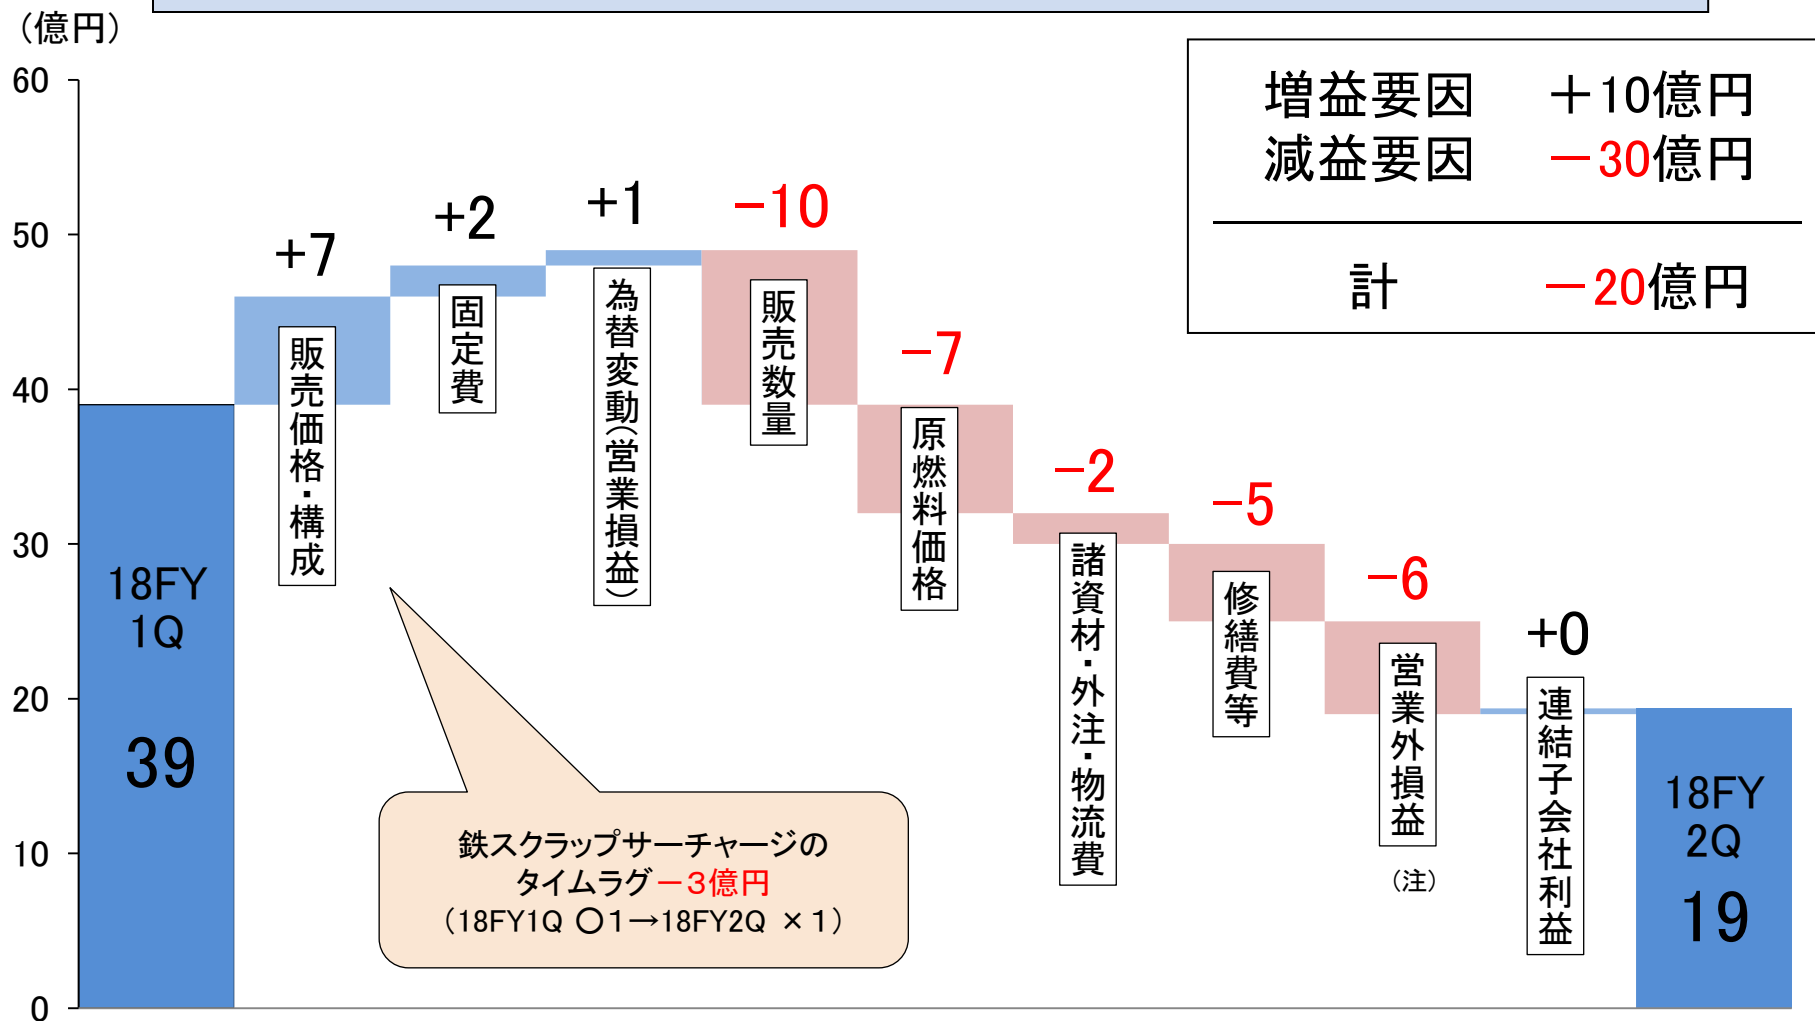 （億円）
60
50
40
30
20
10
0
増益要因 ＋10億円
減益要因 －30億円
計 －20億円
18FY
1Q
39
+7
販売価格・構成
+2
固定費
+1
為替変動（営業損益）
－10
販売数量
－7
原燃料価格
－2
諸資材・外注・物流費
－5
修繕費等
－6
営業外損益
（注）
+0
連結子会社利益
18FY
2Q
19
鉄スクラップサーチャージの
タイムラグ－３億円
（18FY1Q ○１→18FY2Q ×１）